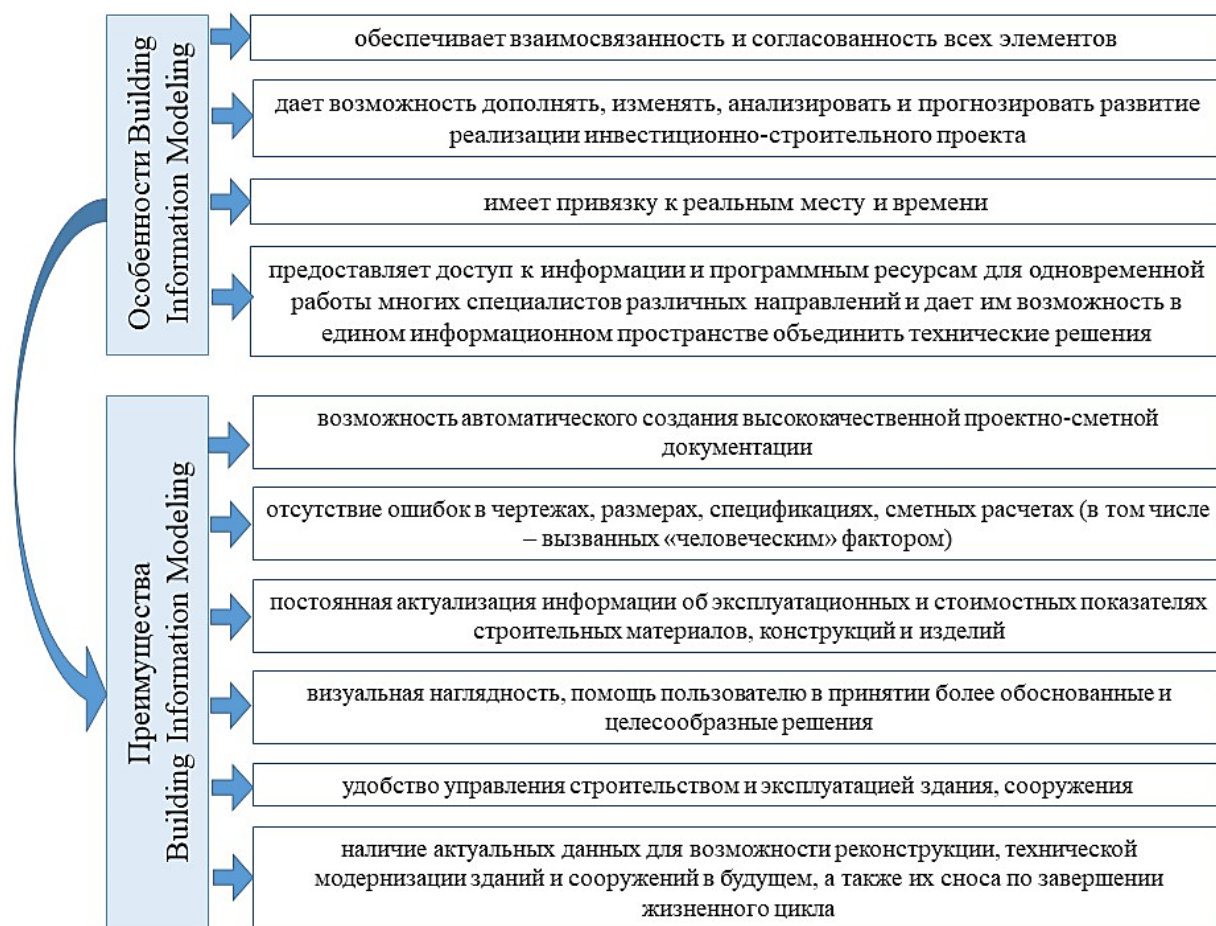 Особенности Building
Information Modeling
обеспечивает взаимосвязанность и согласованность всех элементов
дает возможность дополнять, изменять, анализировать и прогнозировать развитие
реализации инвестиционно-строительного проекта
имеет привязку к реальным месту и времени
предоставляет доступ к информации и программным ресурсам для одновременной
работы многих специалистов различных направлений и дает им возможность в
едином информационном пространстве объединить технические решения
Преимущества
Building Information Modeling
возможность автоматического создания высококачественной проектно-сметной
документации
отсутствие ошибок в чертежах, размерах, спецификациях, сметных расчетах (в том числе
– вызванных «человеческим» фактором)
постоянная актуализация информации об эксплуатационных и стоимостных показателях
строительных материалов, конструкций и изделий
визуальная наглядность, помощь пользователю в принятии более обоснованные и
целесообразные решения
удобство управления строительством и эксплуатацией здания, сооружения
наличие актуальных данных для возможности реконструкции, технической
модернизации зданий и сооружений в будущем, а также их сноса по завершении
жизненного цикла